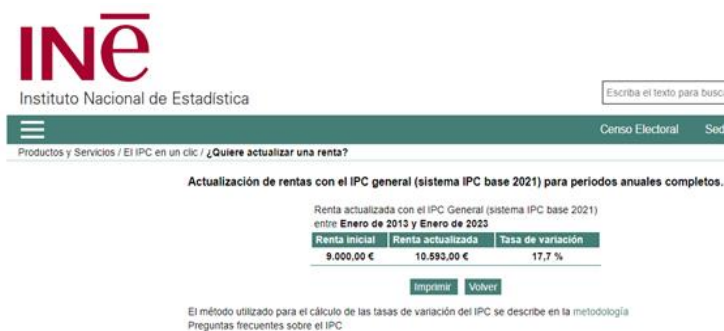 INē
Instituto Nacional de Estadística
Escriba el texto para busca
Censo Electoral Sed
Productos y Servicios / El IPC en un clic / ¿Quiere actualizar una renta?
Actualización de rentas con el IPC general (sistema IPC base 2021) para periodos anuales completos.
Renta actualizada con el IPC General (sistema IPC base 2021)
entre Enero de 2013 y Enero de 2023
Renta inicial Renta actualizada Tasa de variación
9.000,00 € 10.593,00 € 17,7 %
Imprimir Volver
El método utilizado para el cálculo de las tasas de variación del IPC se describe en la metodología
Preguntas frecuentes sobre el IPC